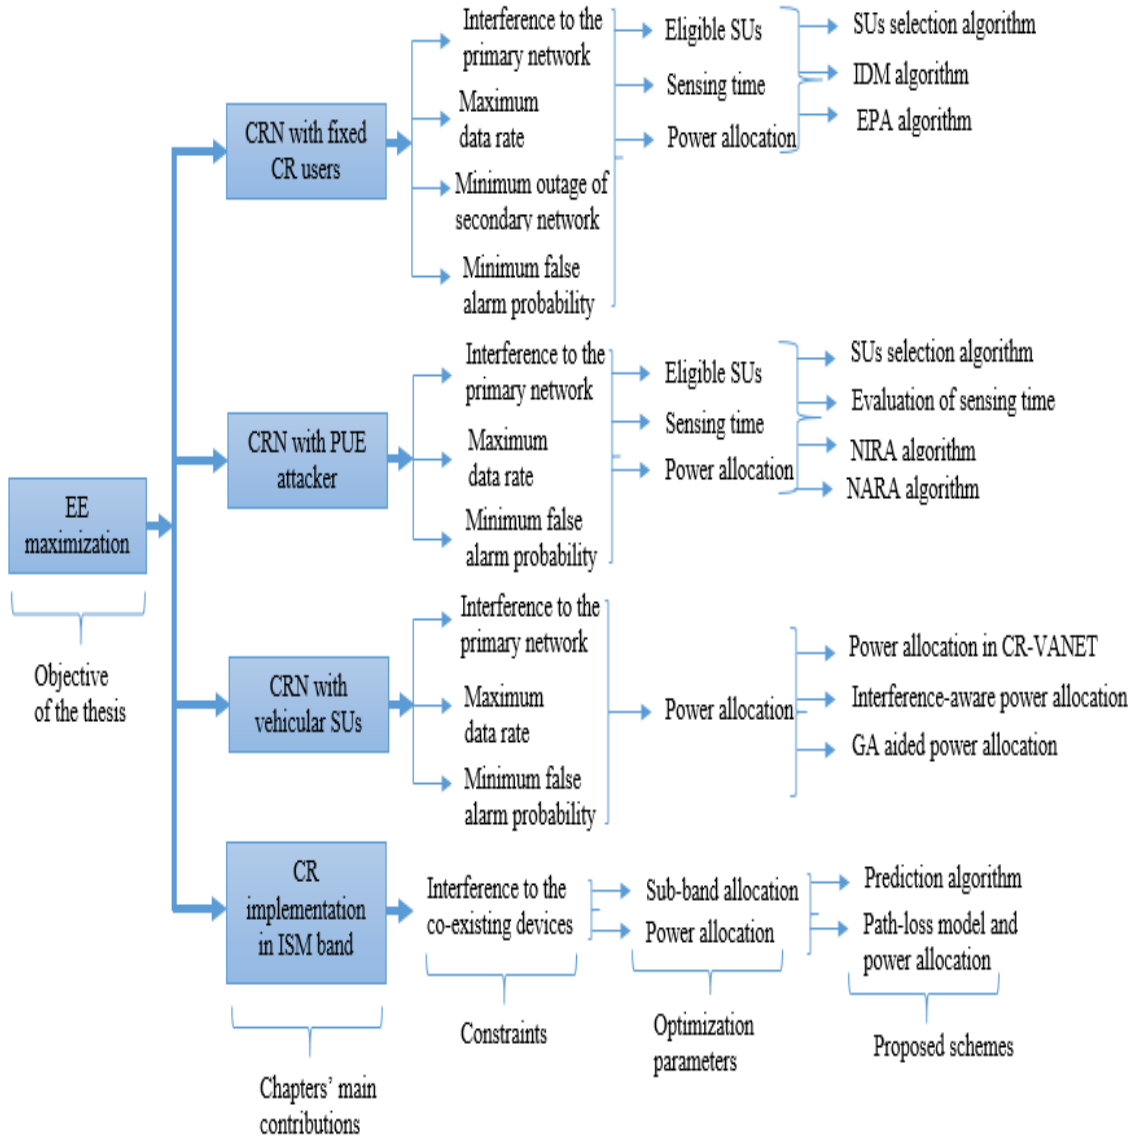 EE
maximization
Objective
of the thesis
CRN with fixed
CR users
Interference to the
primary network
Maximum
data rate
Minimum outage of
secondary network
Minimum false
alarm probability
Eligible SUs
Sensing time
Power allocation
SUs selection algorithm
IDM algorithm
EPA algorithm
CRN with PUE
attacker
Interference to the
primary network
Maximum
data rate
Minimum false
alarm probability
Eligible SUs
Sensing time
Power allocation
SUs selection algorithm
Evaluation of sensing time
NIRA algorithm
NARA algorithm
CRN with
vehicular SUs
Interference to the
primary network
Maximum
data rate
Minimum false
alarm probability
Power allocation
Power allocation in CR-VANET
Interference-aware power allocation
GA aided power allocation
CR
implementation
in ISM band
Interference to the
co-existing devices
Sub-band allocation
Power allocation
Prediction algorithm
Path-loss model and
power allocation
Chapters’ main
contributions
Constraints
Optimization
parameters
Proposed schemes